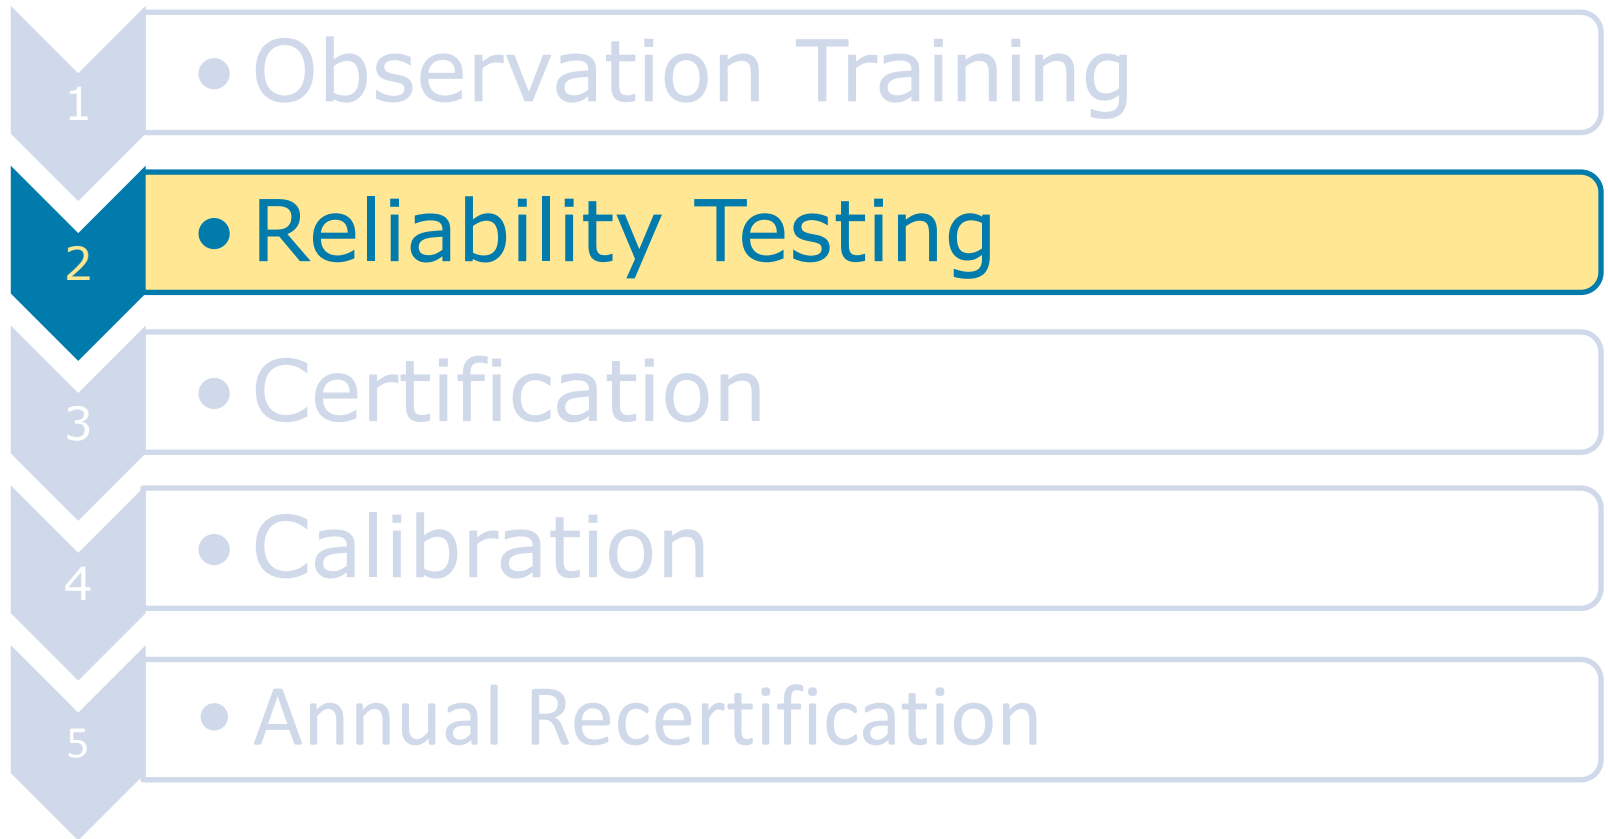 1
• Observation Training
2
• Reliability Testing
3
• Certification
4
• Calibration
5
• Annual Recertification